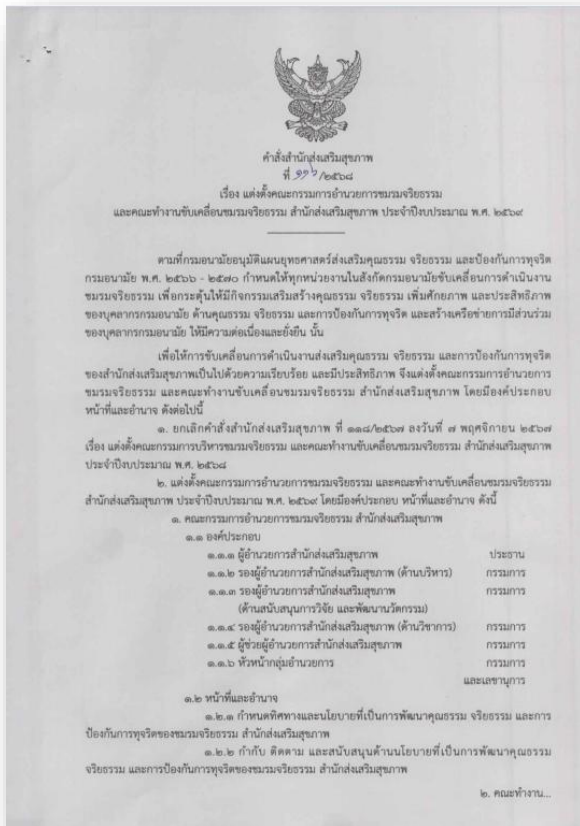 คำสั่งสำนักส่งเสริมสุขภาพ
ที่ ๑๑๖/๒๕๖๘
เรื่อง แต่งตั้งคณะกรรมการอำนวยการชมรมจริยธรรม
และคณะทำงานขับเคลื่อนชมรมจริยธรรม สำนักส่งเสริมสุขภาพ ประจำปีงบประมาณ พ.ศ. ๒๕๖๙
ตามที่กรมอนามัยอนุมัติแผนยุทธศาสตร์ส่งเสริมคุณธรรม จริยธรรม และป้องกันการทุจริต
กรมอนามัย พ.ศ. ๒๕๖๖ - ๒๕๗๐ กำหนดให้ทุกหน่วยงานในสังกัดกรมอนามัยขับเคลื่อนการดำเนินงาน
ชมรมจริยธรรม เพื่อกระตุ้นให้มีกิจกรรมเสริมสร้างคุณธรรม จริยธรรม เพิ่มศักยภาพ และประสิทธิภาพ
ของบุคลากรกรมอนามัย ด้านคุณธรรม จริยธรรม และการป้องกันการทุจริต และสร้างเครือข่ายการมีส่วนร่วม
ของบุคลากรกรมอนามัย ให้มีความต่อเนื่องและยั่งยืน นั้น
เพื่อให้การขับเคลื่อนการดำเนินงานส่งเสริมคุณธรรม จริยธรรม และการป้องกันการทุจริต
ของสำนักส่งเสริมสุขภาพเป็นไปด้วยความเรียบร้อย และมีประสิทธิภาพ จึงแต่งตั้งคณะกรรมการอำนวยการ
ชมรมจริยธรรม และคณะทำงานขับเคลื่อนชมรมจริยธรรม สำนักส่งเสริมสุขภาพ โดยมีองค์ประกอบ
หน้าที่และอำนาจ ดังต่อไปนี้
๑. ยกเลิกคำสั่งสำนักส่งเสริมสุขภาพ ที่ ๑๑๘/๒๕๖๗ ลงวันที่ ๗ พฤศจิกายน ๒๕๖๗
เรื่อง แต่งตั้งคณะกรรมการบริหารชมรมจริยธรรม และคณะทำงานขับเคลื่อนชมรมจริยธรรม สำนักส่งเสริมสุขภาพ
ประจำปีงบประมาณ พ.ศ. ๒๕๖๘
๒. แต่งตั้งคณะกรรมการอำนวยการชมรมจริยธรรม และคณะทำงานขับเคลื่อนชมรมจริยธรรม
สำนักส่งเสริมสุขภาพ ประจำปีงบประมาณ พ.ศ. ๒๕๖๙ โดยมีองค์ประกอบ หน้าที่และอำนาจ ดังนี้
๑. คณะกรรมการอำนวยการชมรมจริยธรรม สำนักส่งเสริมสุขภาพ
๑.๑ องค์ประกอบ
๑.๑.๑ ผู้อำนวยการสำนักส่งเสริมสุขภาพ ประธาน
๑.๑.๒ รองผู้อำนวยการสำนักส่งเสริมสุขภาพ (ด้านบริหาร) กรรมการ
๑.๑.๓ รองผู้อำนวยการสำนักส่งเสริมสุขภาพ กรรมการ
(ด้านสนับสนุนการวิจัย และพัฒนานวัตกรรม)
๑.๑.๔ รองผู้อำนวยการสำนักส่งเสริมสุขภาพ (ด้านวิชาการ) กรรมการ
๑.๑.๕ ผู้ช่วยผู้อำนวยการสำนักส่งเสริมสุขภาพ กรรมการ
๑.๑.๖ หัวหน้ากลุ่มอำนวยการ กรรมการ
และเลขานุการ
๑.๒ หน้าที่และอำนาจ
๑.๒.๑ กำหนดทิศทางและนโยบายที่เป็นการพัฒนาคุณธรรม จริยธรรม และการ
ป้องกันการทุจริตของชมรมจริยธรรม สำนักส่งเสริมสุขภาพ
๑.๒.๒ กำกับ ติดตาม และสนับสนุนด้านนโยบายที่เป็นการพัฒนาคุณธรรม
จริยธรรม และการป้องกันการทุจริตของชมรมจริยธรรม สำนักส่งเสริมสุขภาพ
๒. คณะทำงาน...